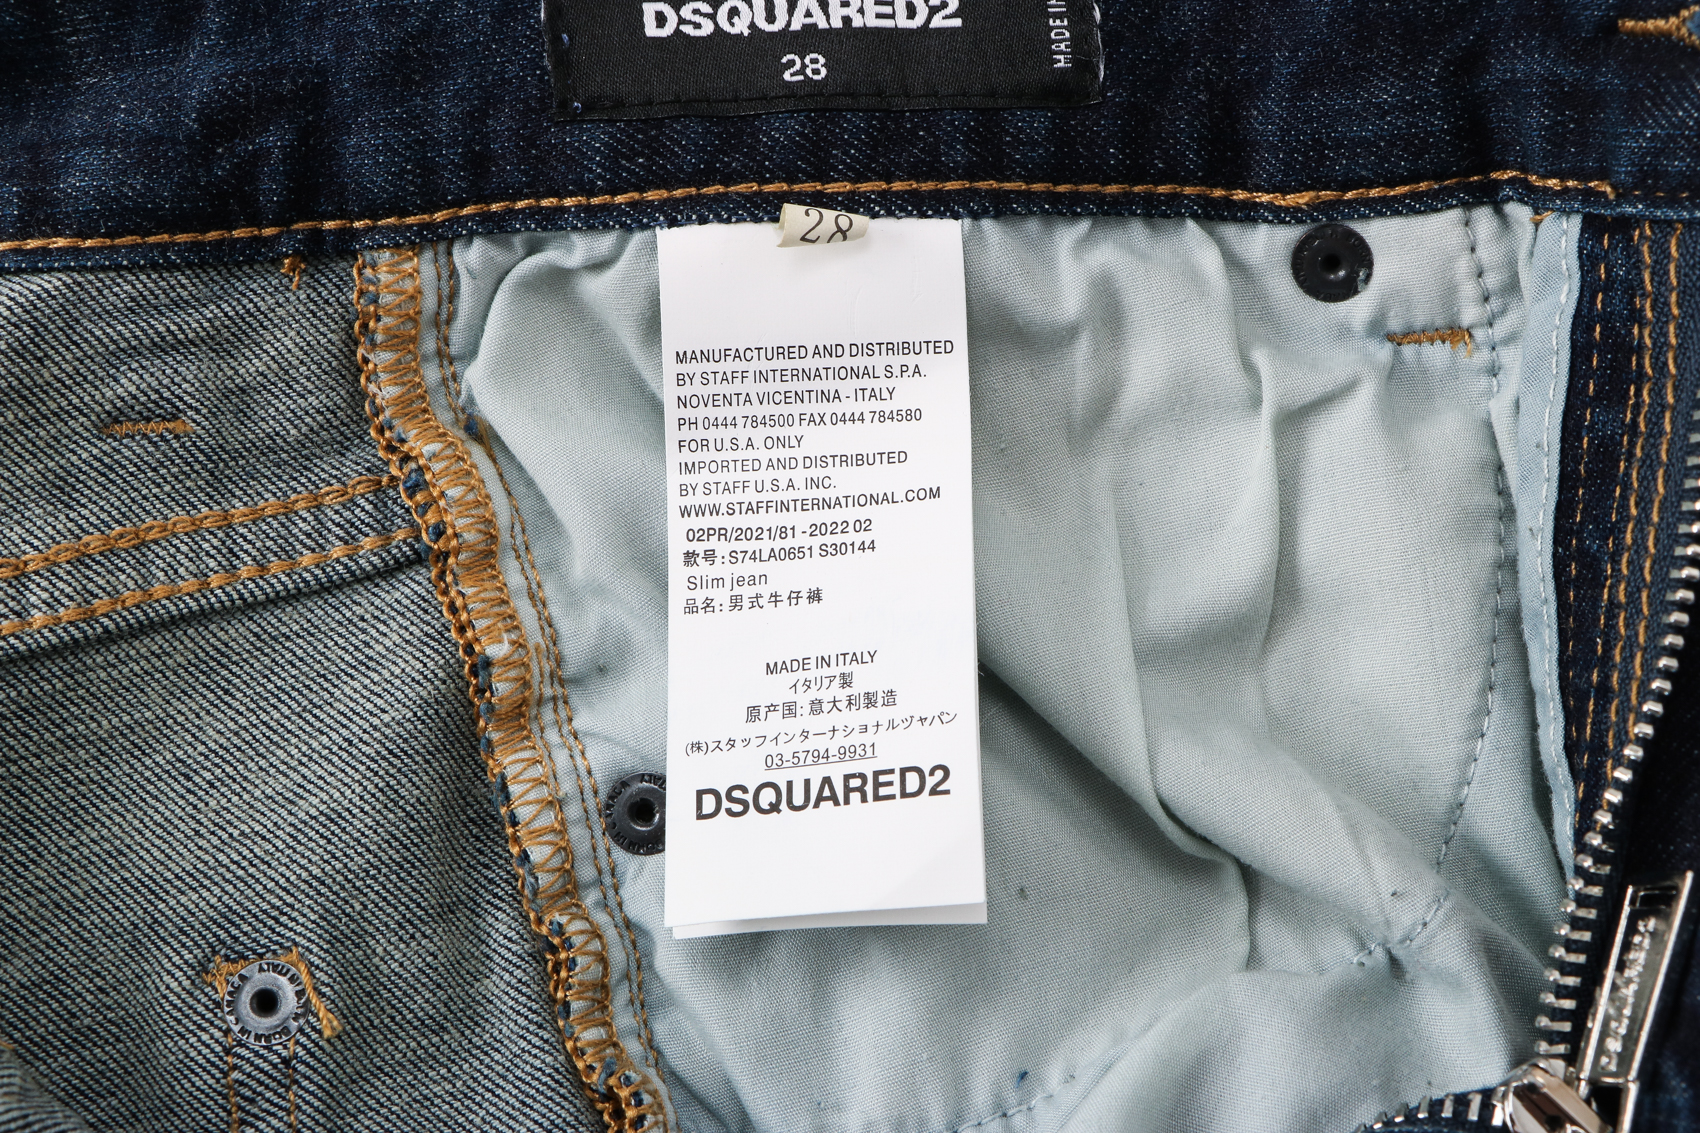 DSQUARED2
28
MADE IN
28
MANUFACTURED AND DISTRIBUTED
BY STAFF INTERNATIONAL S.P.A.
NOVENTA VICENTINA - ITALY
PH 0444 784500 FAX 0444 784580
FOR U.S.A. ONLY
IMPORTED AND DISTRIBUTED
BY STAFF U.S.A. INC.
WWW.STAFFINTERNATIONAL.COM
02PR/2021/81 - 2022 02
款号:S74LA0651 S30144
Slim jean
品名:男式牛仔裤
MADE IN ITALY
イタリア製
原产国:意大利製造
(株)スタッフインターナショナルヅャパン
03-5794-9931
DSQUARED2